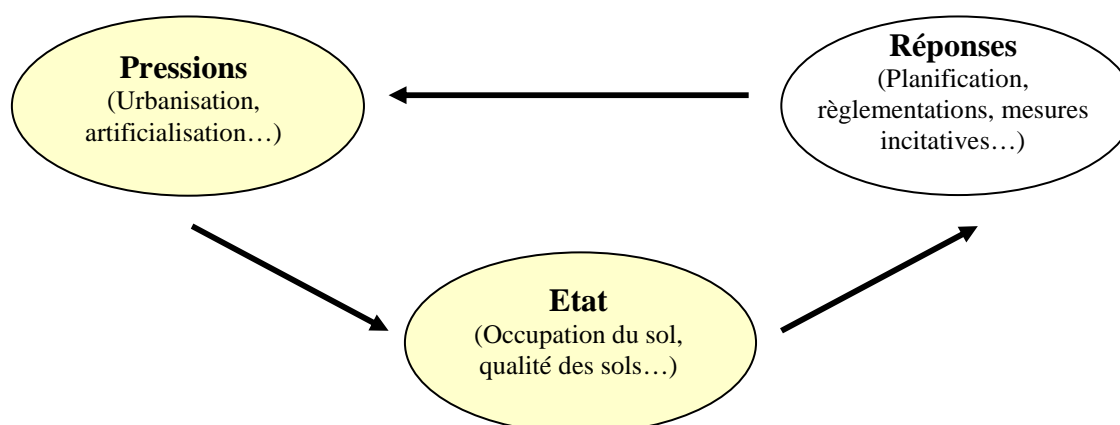 Pressions
(Urbanisation,
artificialisation…)
Réponses
(Planification,
règlementations, mesures
incitatives…)
Etat
(Occupation du sol,
qualité des sols…)